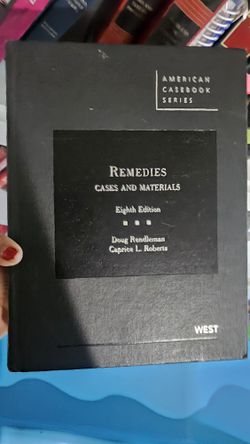 AMERICAN
CASEBOOK
SERIES
REMEDIES
CASES AND MATERIALS
Eighth Edition
Doug Rendleman
Caprice L. Roberts
WEST